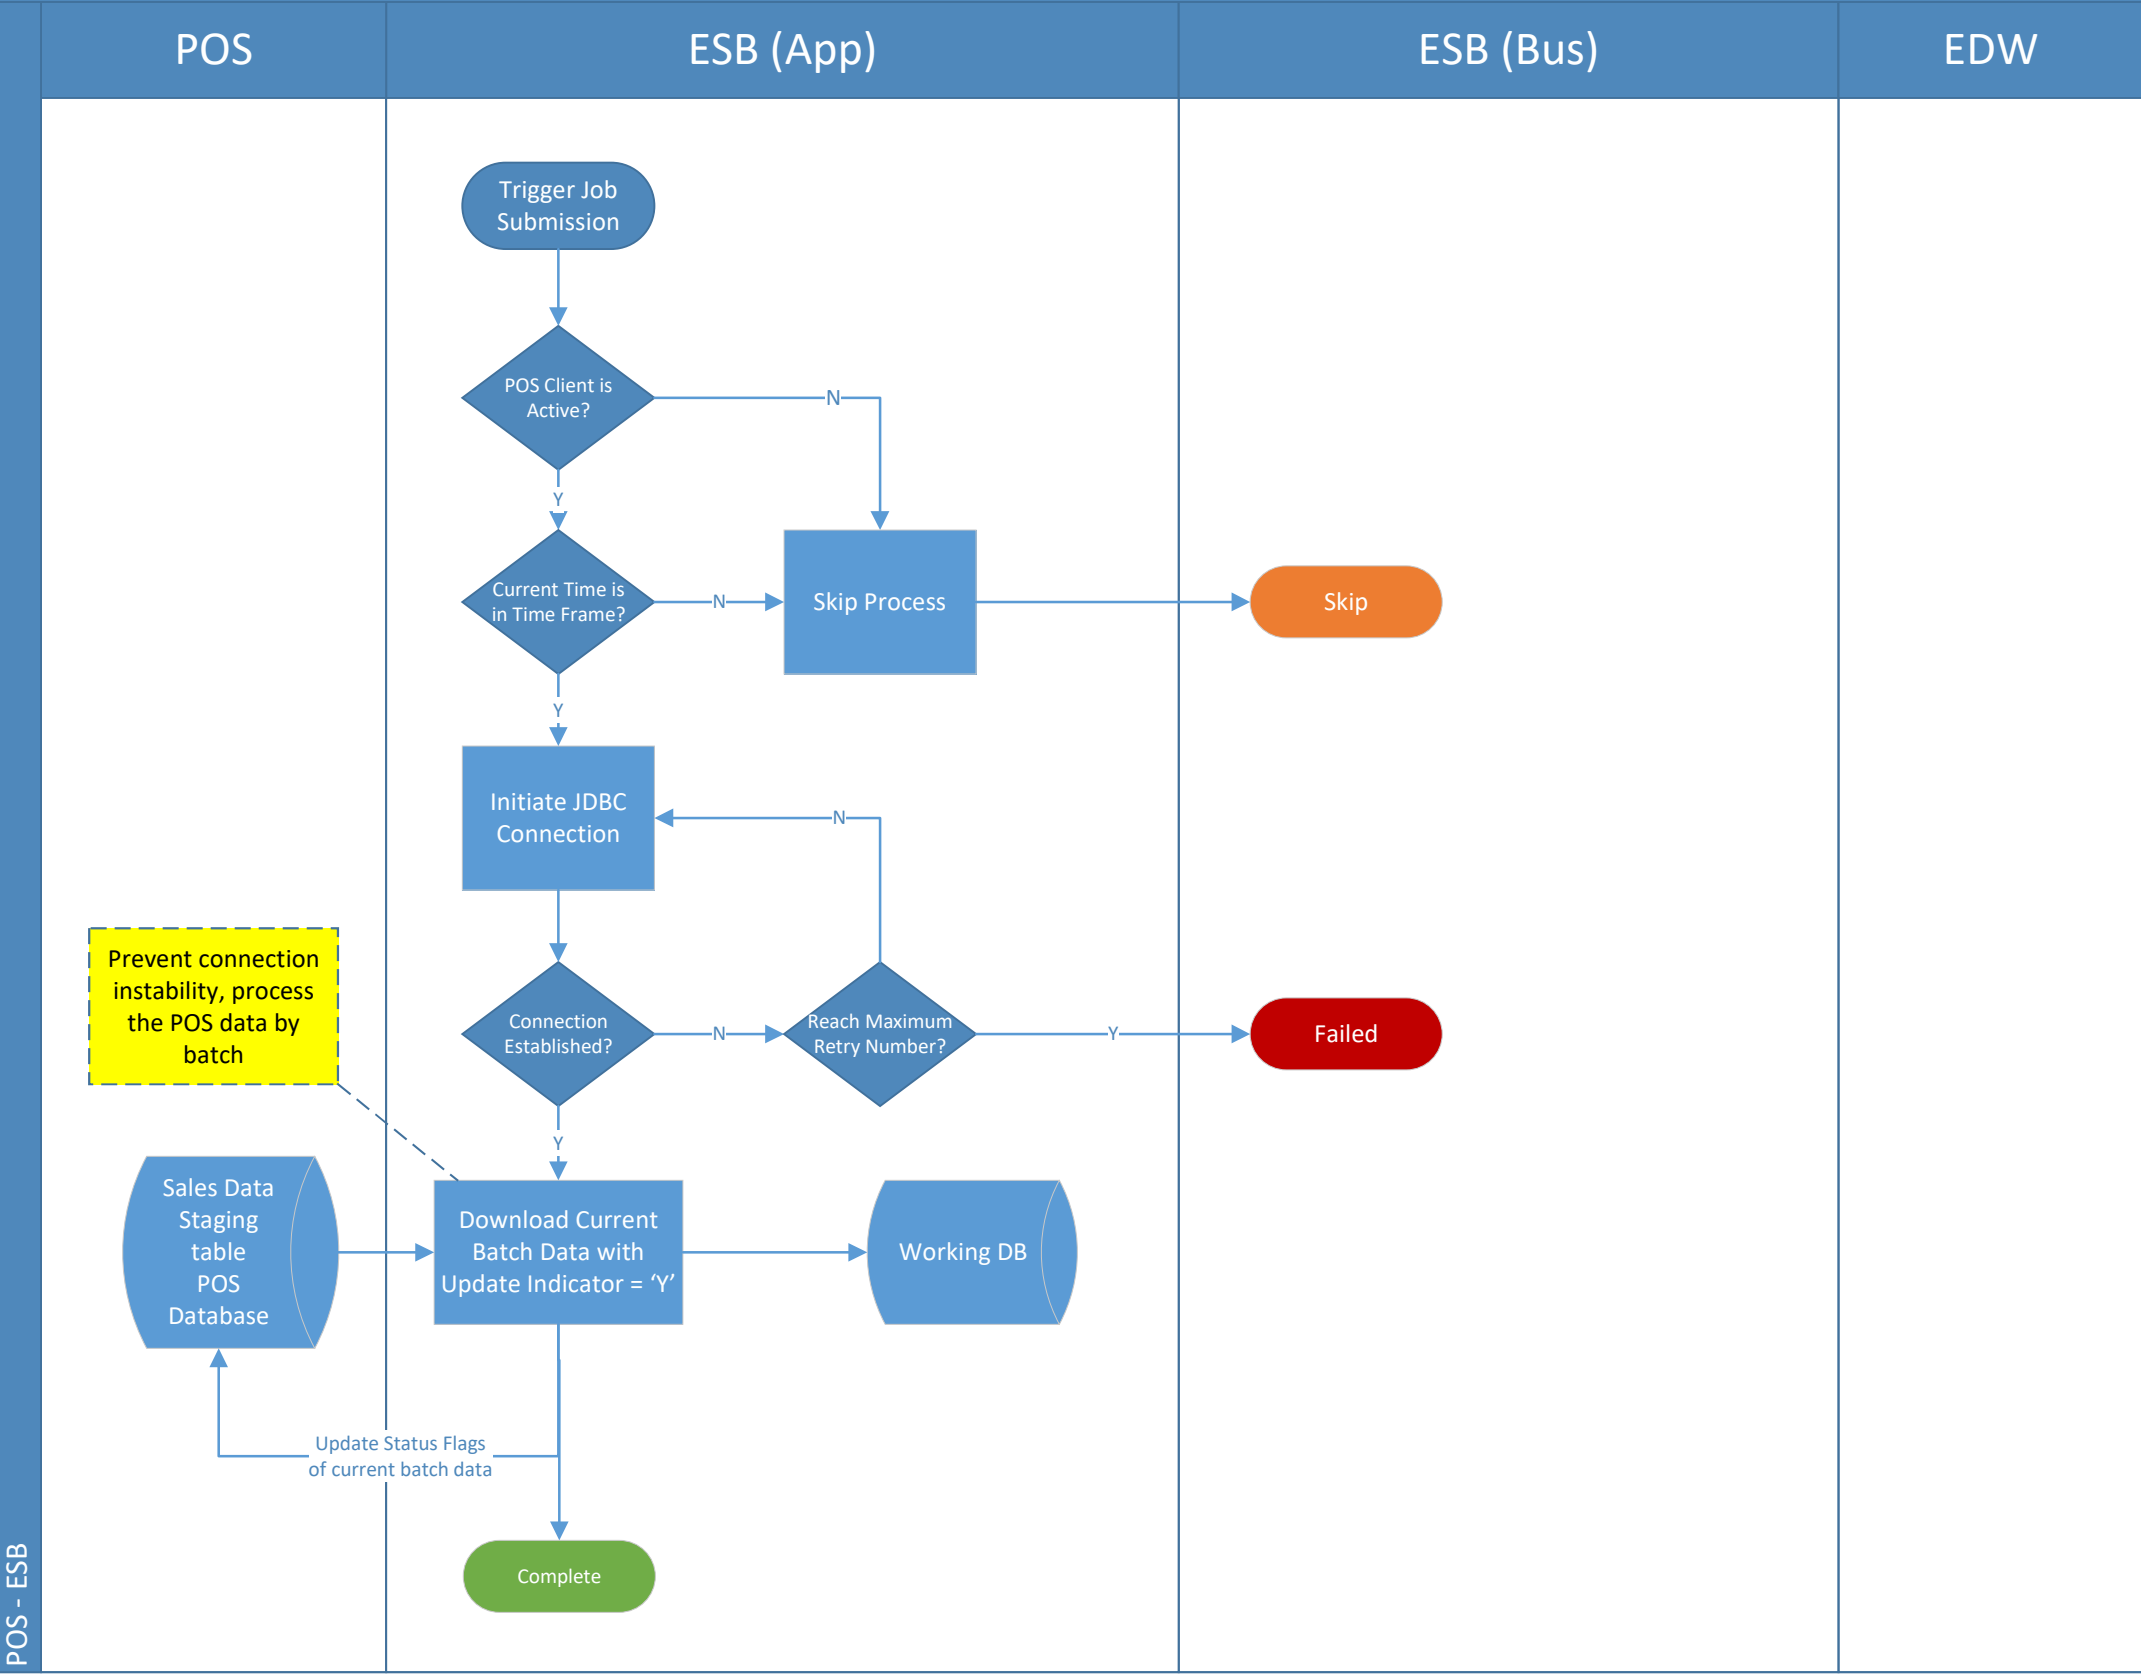 POS
ESB (App)
ESB (Bus)
EDW
Trigger Job
Submission
POS Client is
Active?
N
Y
Current Time is
in Time Frame?
N
Skip Process
Skip
Y
Initiate JDBC
Connection
N
Prevent connection
instability, process
the POS data by
batch
Connection
Established?
N
Reach Maximum
Retry Number?
Y
Failed
Y
Sales Data
Staging
table
POS
Database
Download Current
Batch Data with
Update Indicator = ‘Y’
Working DB
Update Status Flags
of current batch data
Complete
POS - ESB